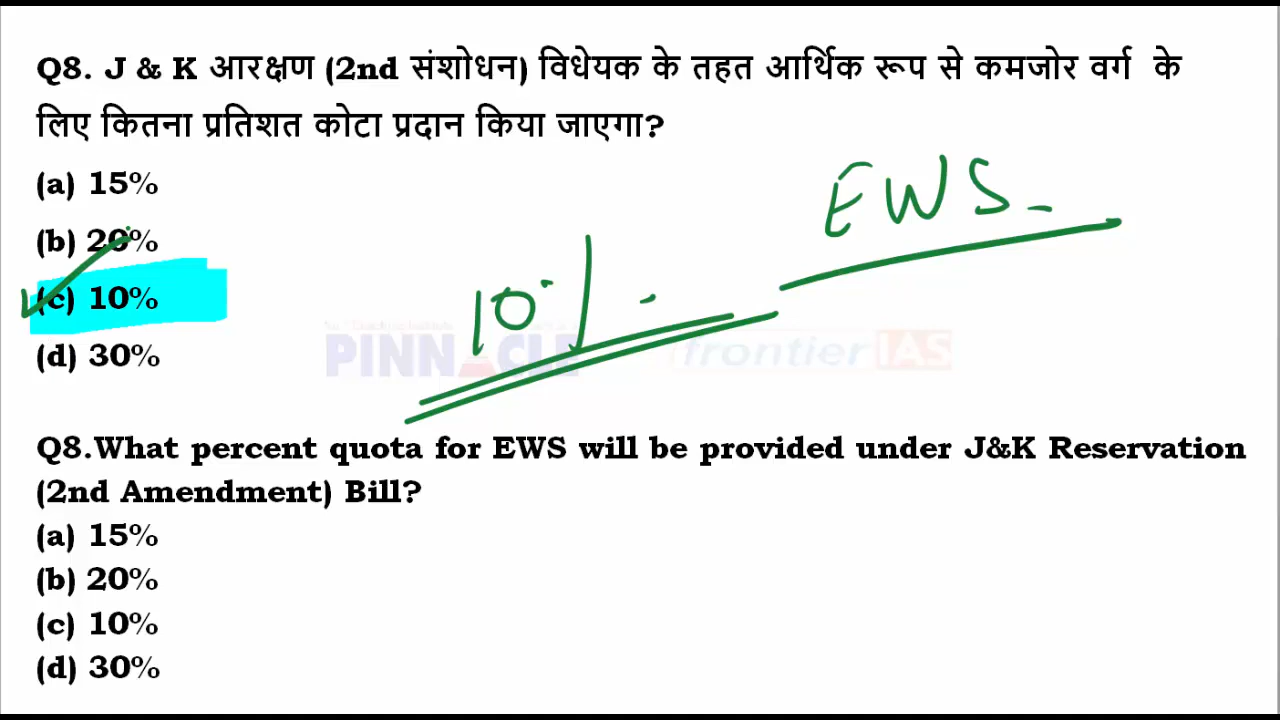 Q8. J & K आरक्षण (2nd संशोधन) विधेयक के तहत आर्थिक रूप से कमजोर वर्ग के
लिए कितना प्रतिशत कोटा प्रदान किया जाएगा?
(a) 15%
(b) 20%
(c) 10%
(d) 30%
EWS
10%
PINNACLE
frontier IAS
Q8.What percent quota for EWS will be provided under J&K Reservation
(2nd Amendment) Bill?
(a) 15%
(b) 20%
(c) 10%
(d) 30%